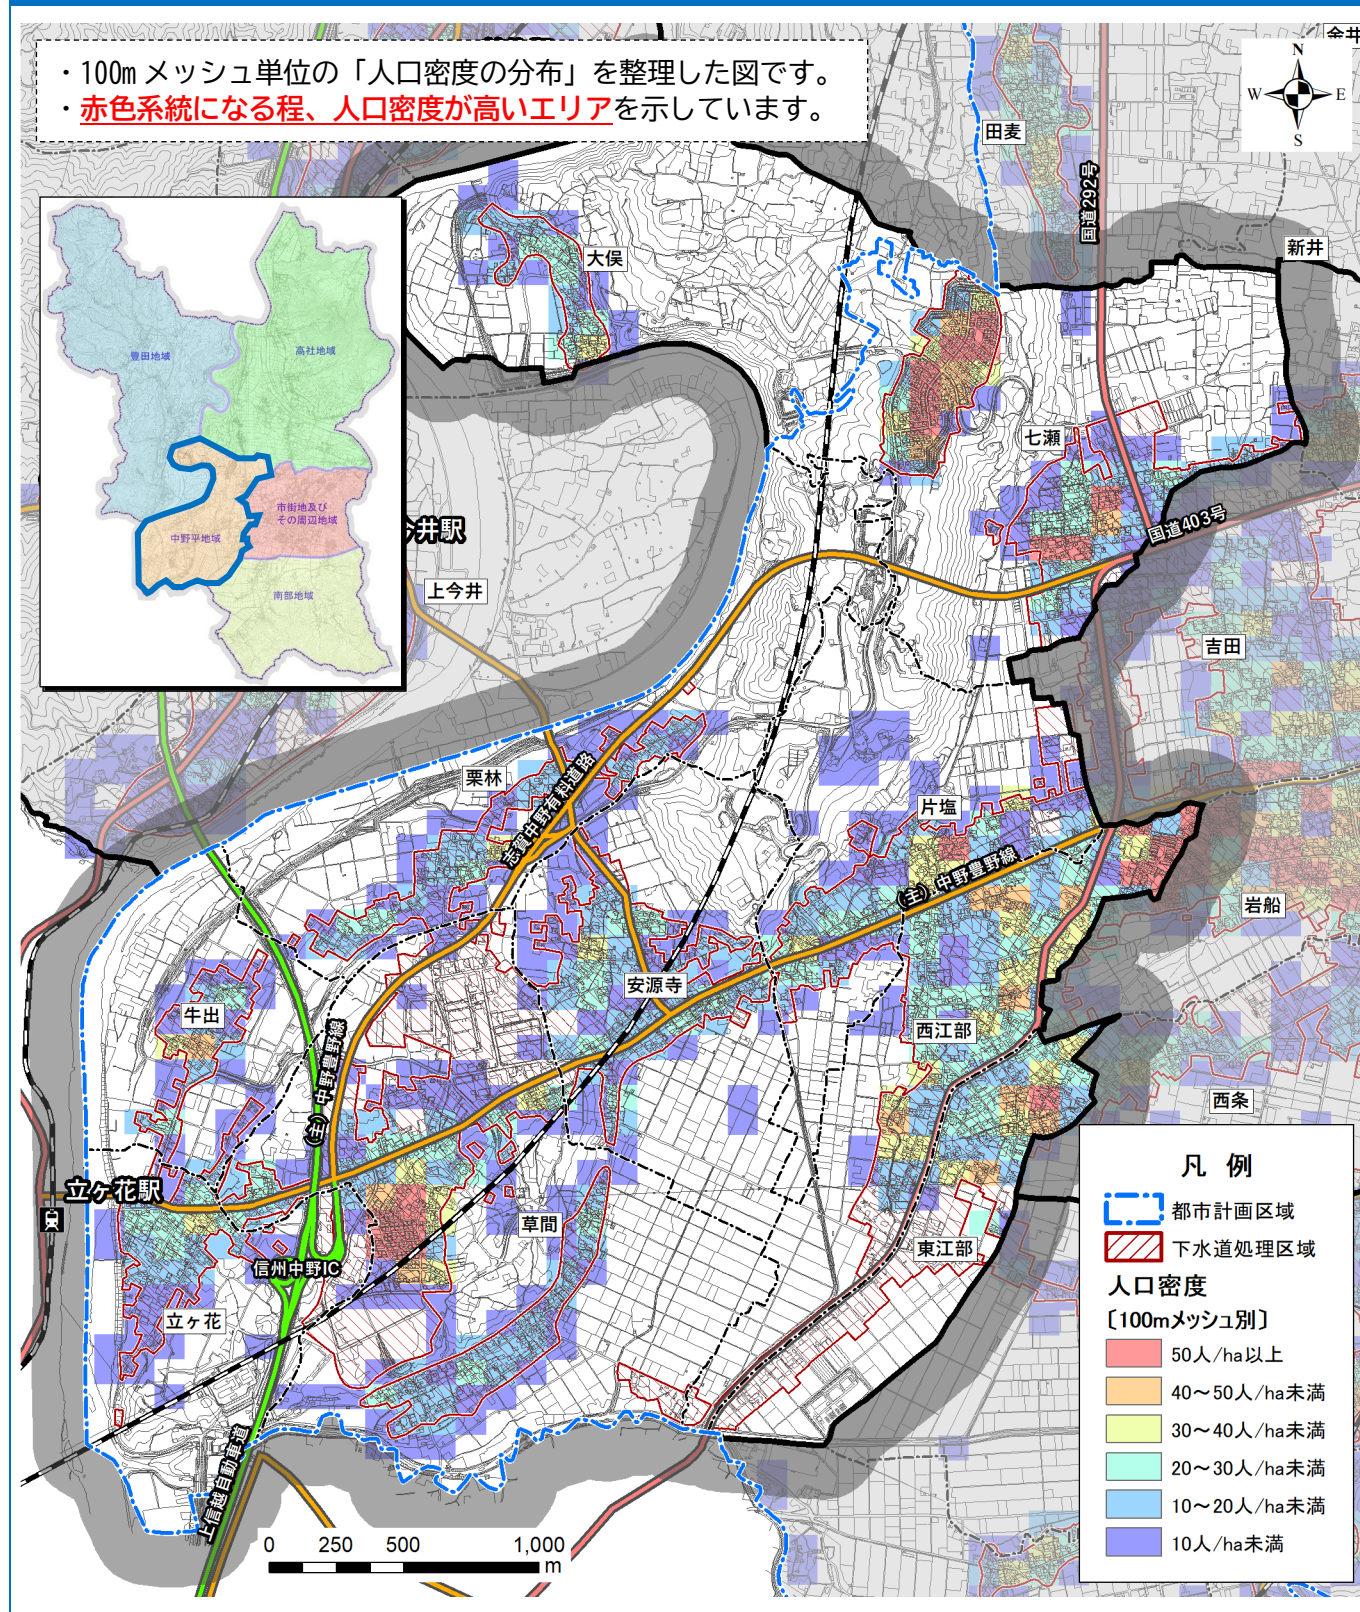 ・100m メッシュ単位の「人口密度の分布」を整理した図です。
・赤色系統になる程、人口密度が高いエリアを示しています。
金井
N
W
E
S
田麦
国道292号
新井
大俣
豊田地域
高社地域
市街地及び
その周辺地域
中野平地域
南部地域
七瀬
国道403号
今井駅
上今井
吉田
栗林
志賀中野有料道路
片塩
(主)中野豊野線
岩船
安源寺
牛出
西江部
(主)中野豊野線
西条
立ヶ花駅
草間
東江部
信州中野IC
立ヶ花
上信越自動車道
凡 例
都市計画区域
下水道処理区域
人口密度
〔100mメッシュ別〕
50人/ha以上
40～50人/ha未満
30～40人/ha未満
20～30人/ha未満
10～20人/ha未満
10人/ha未満
0 250 500 1,000
m